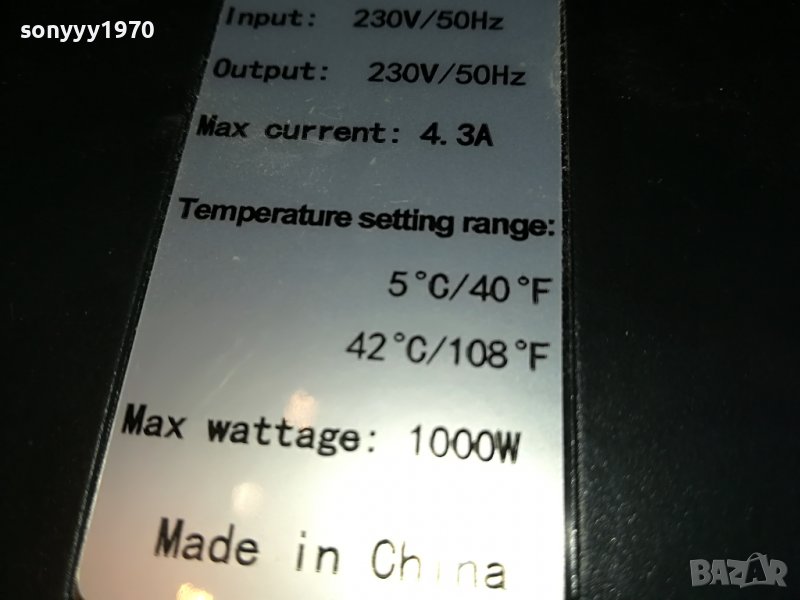 sonyyy1970
Input: 230V/50Hz
Output: 230V/50Hz
Max current: 4.3A
Temperature setting range:
5°C/40°F
42°C/108°F
Max wattage: 1000W
Made in China
BAZAR